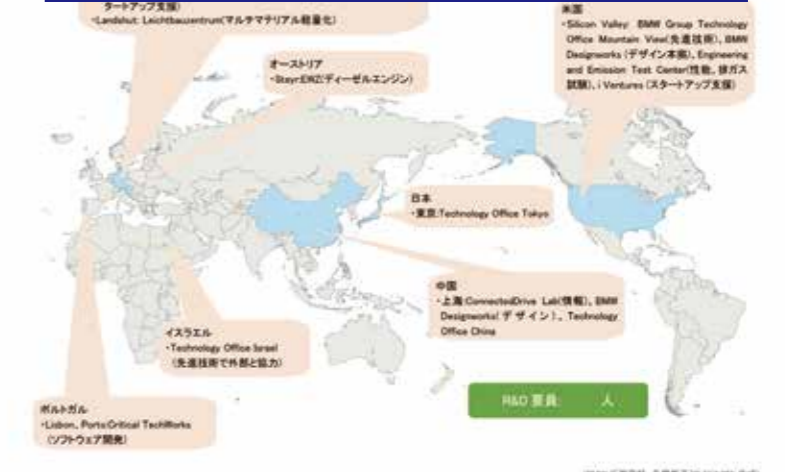 タートアップ支援)
・Landshut: Leichtbauzentrum(マルチマテリアル軽量化)
オーストリア
・Steyr:EMZ(ディーゼルエンジン)
米国
・Silicon Valley BMW Group Technology
Office Mountain View(先進技術)、BMW
Designworks (デザイン本拠)、Engineering
and Emission Test Center(性能、排ガス
試験)、i Ventures (スタートアップ支援)
日本
・東京:Technology Office Tokyo
中国
・上海:ConnectedDrive Lab(情報)、BMW
Designworks(デザイン)、Technology
Office China
イスラエル
・Technology Office Israel
(先進技術で外部と協力)
R&D 要員: 人
ポルトガル
・Lisbon, Porto:Critical TechWorks
(ソフトウェア開発)